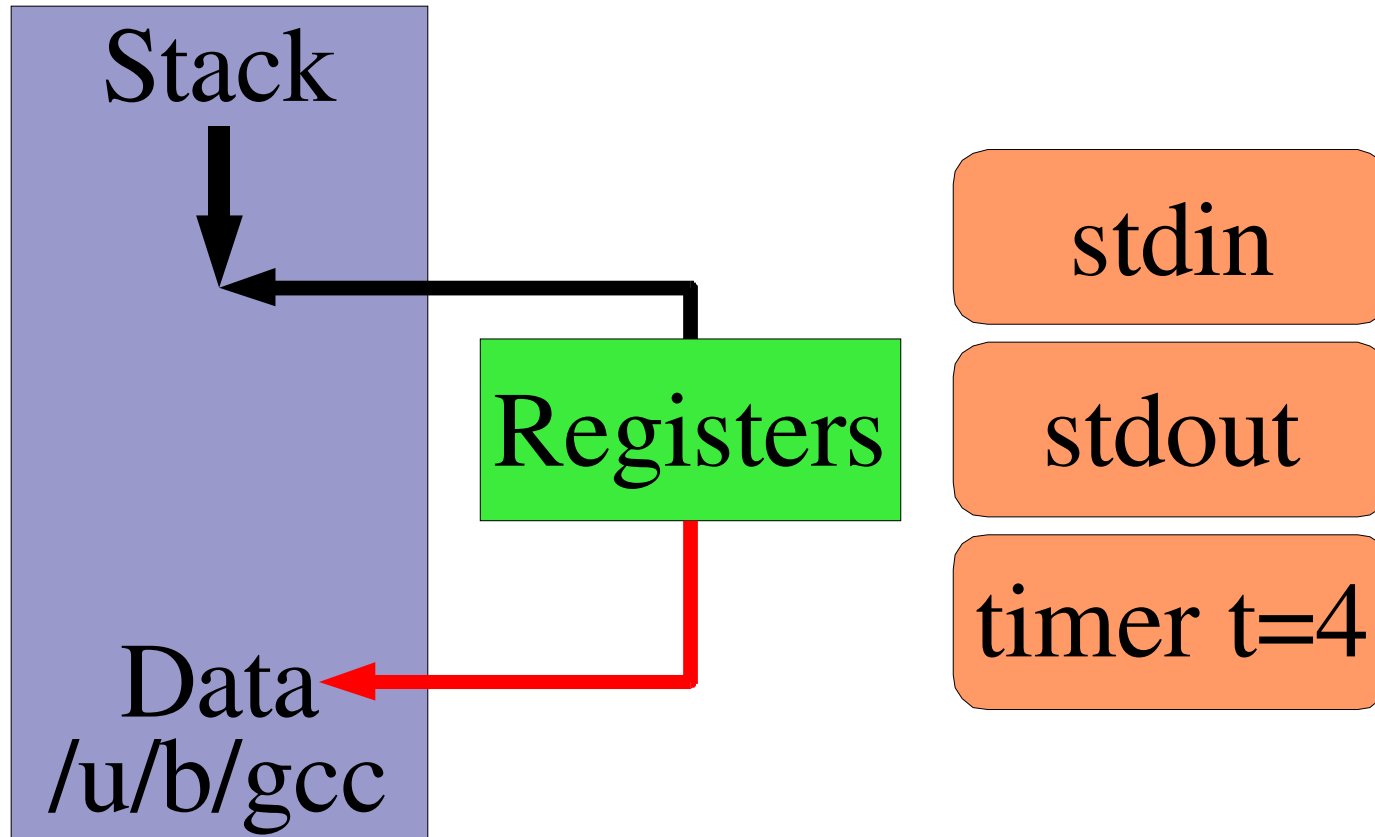 Stack
Registers
Data
/u/b/gcc
stdin
stdout
timer t=4